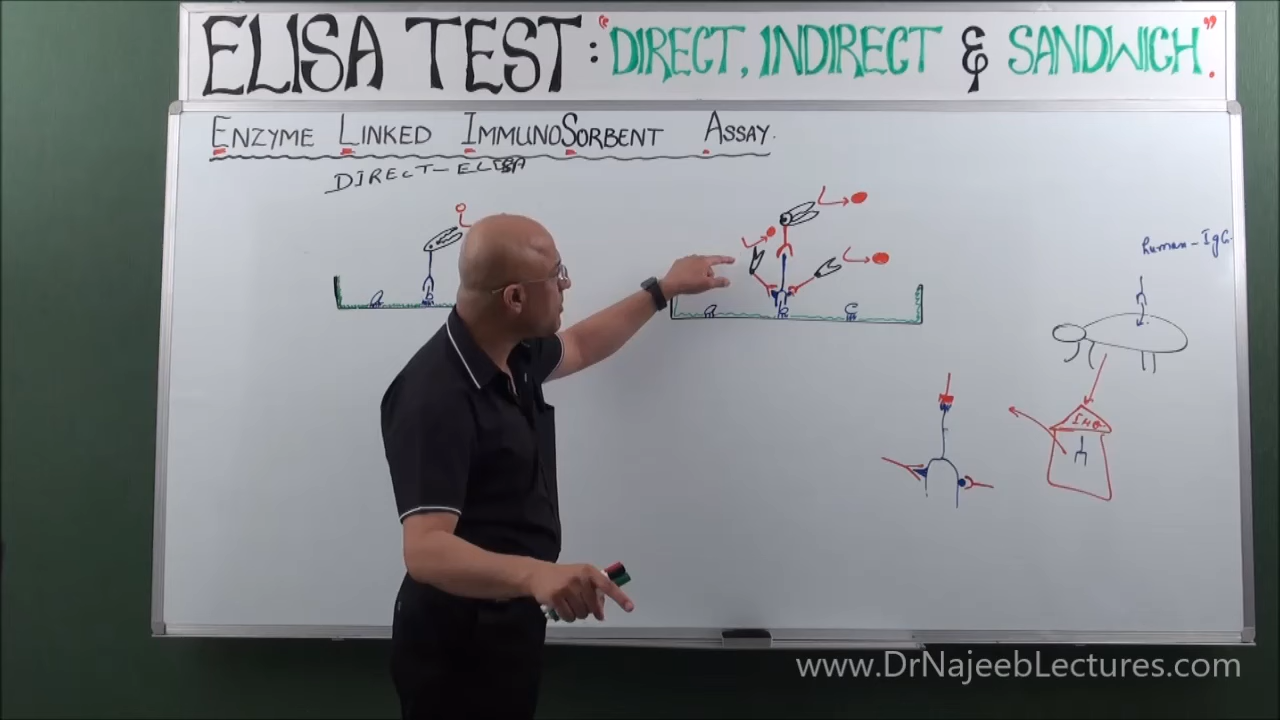 ELISA TEST: "DIRECT, INDIRECT & SANDWICH".
ENZYME LINKED IMMUNOSORBENT ASSAY.
DIRECT-ELISA
human-IgG.
A B
A B C
www.DrNajeebLectures.com